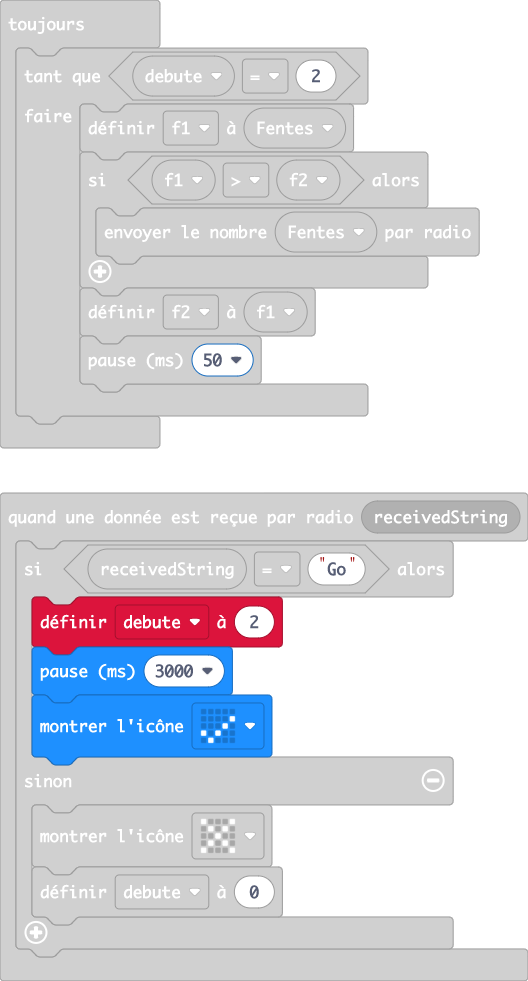 toujours
tant que debute = 2
faire
définir f1 à Fentes
si f1 > f2 alors
envoyer le nombre Fentes par radio
définir f2 à f1
pause (ms) 50
quand une donnée est reçue par radio receivedString
si receivedString = "Go" alors
définir debute à 2
pause (ms) 3000
montrer l'icône
sinon
montrer l'icône
définir debute à 0